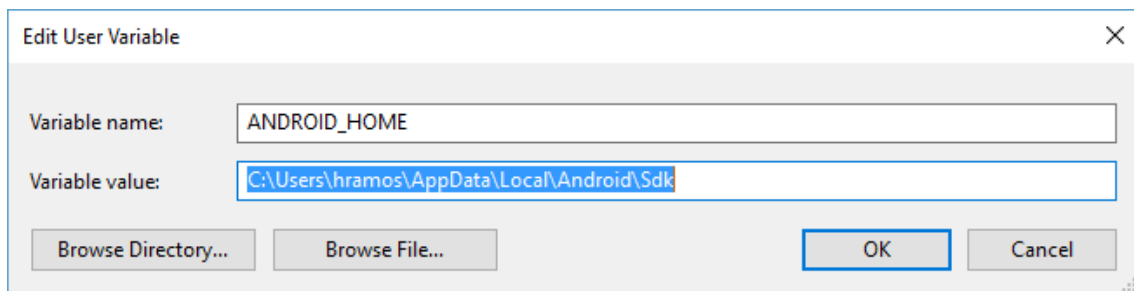 Edit User Variable
Variable name: ANDROID_HOME
Variable value: C:\Users\hramos\AppData\Local\Android\Sdk
Browse Directory... Browse File... OK Cancel